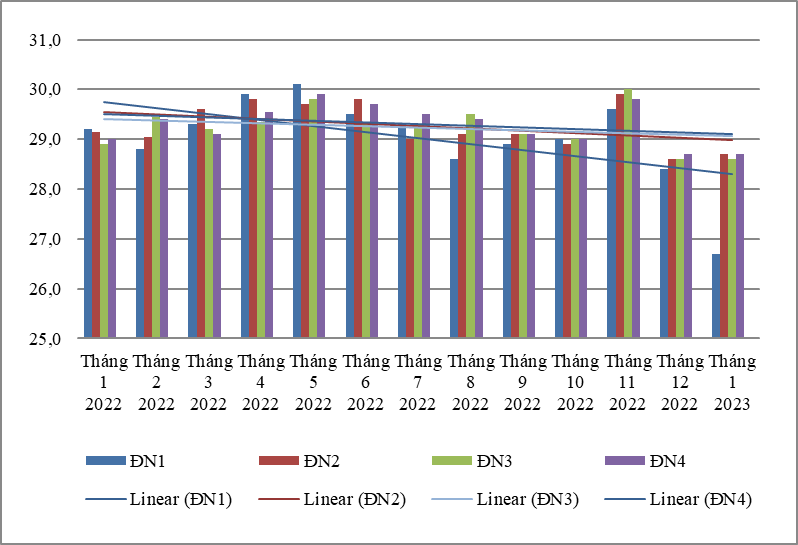 31,0
30,0
29,0
28,0
27,0
26,0
25,0
Tháng 1 2022
Tháng 2 2022
Tháng 3 2022
Tháng 4 2022
Tháng 5 2022
Tháng 6 2022
Tháng 7 2022
Tháng 8 2022
Tháng 9 2022
Tháng 10 2022
Tháng 11 2022
Tháng 12 2022
Tháng 1 2023
ĐN1 ĐN2 ĐN3 ĐN4
Linear (ĐN1) Linear (ĐN2) Linear (ĐN3) Linear (ĐN4)